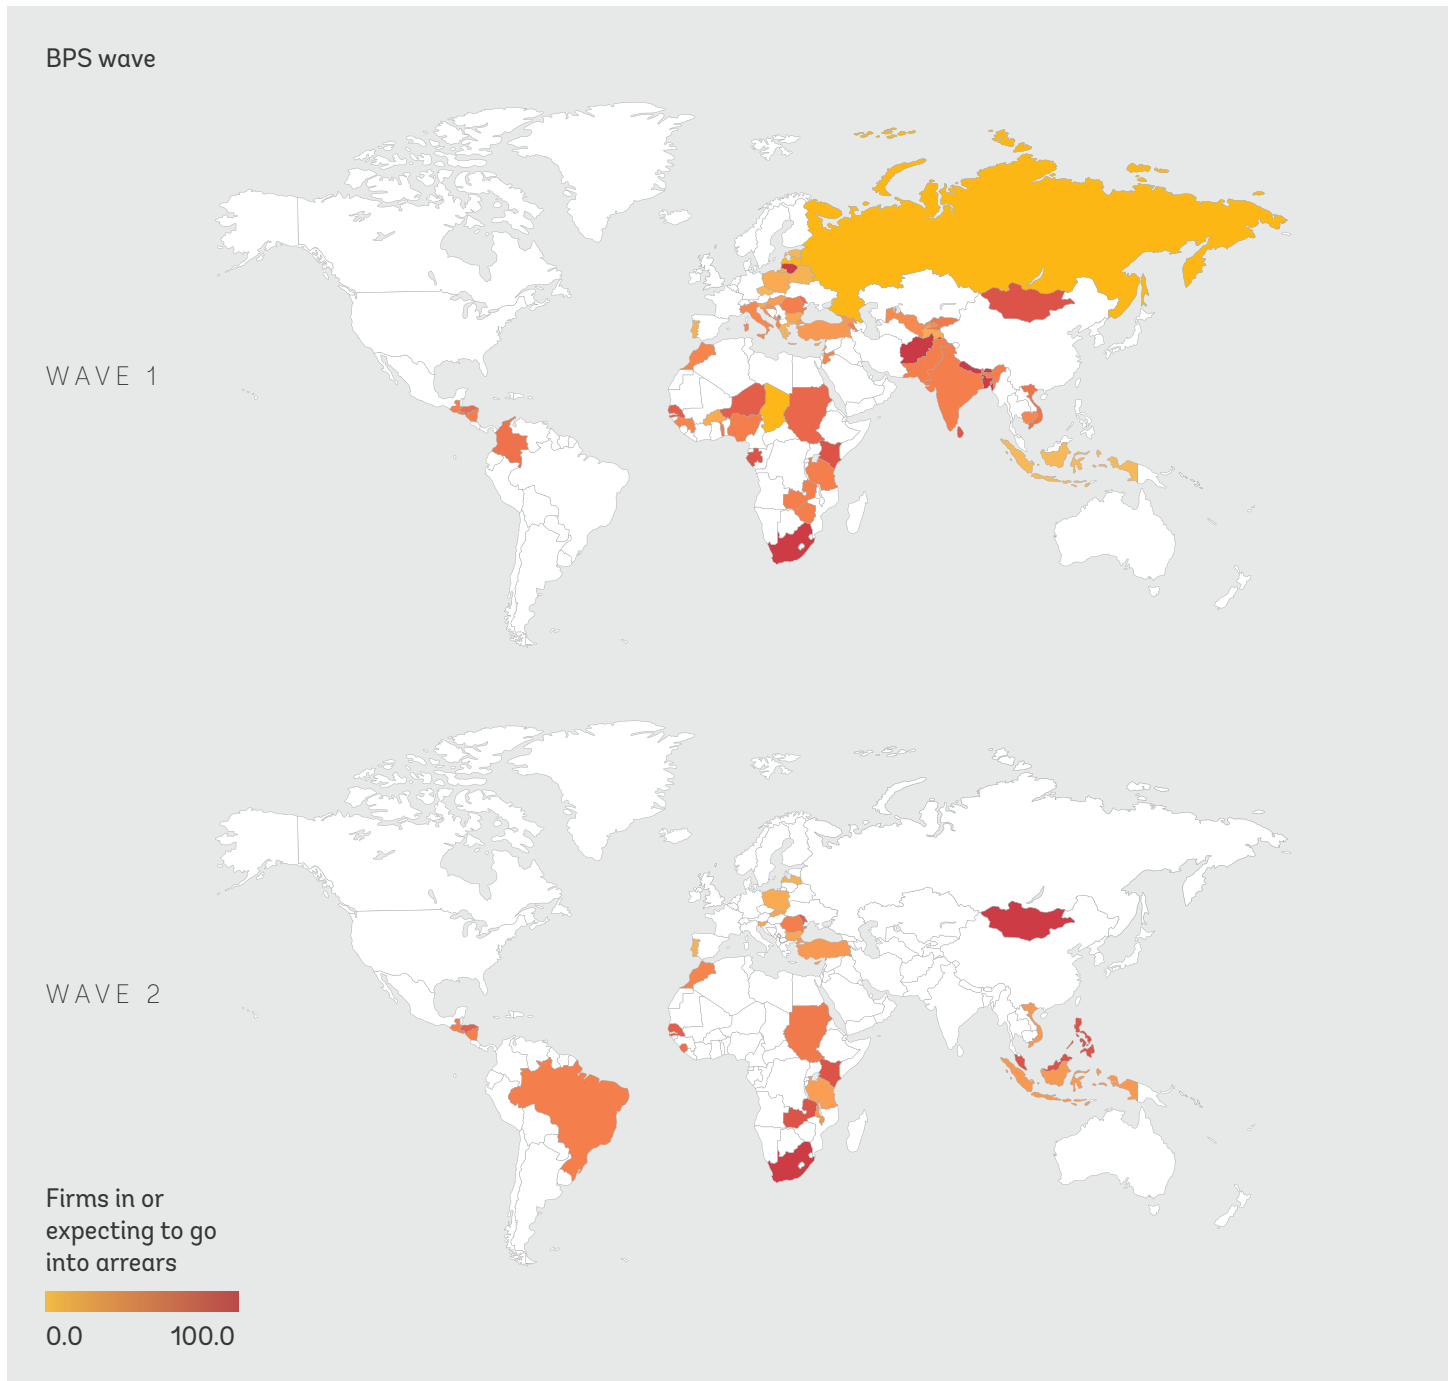 BPS wave
WAVE 1
WAVE 2
Firms in or
expecting to go
into arrears
0.0 100.0